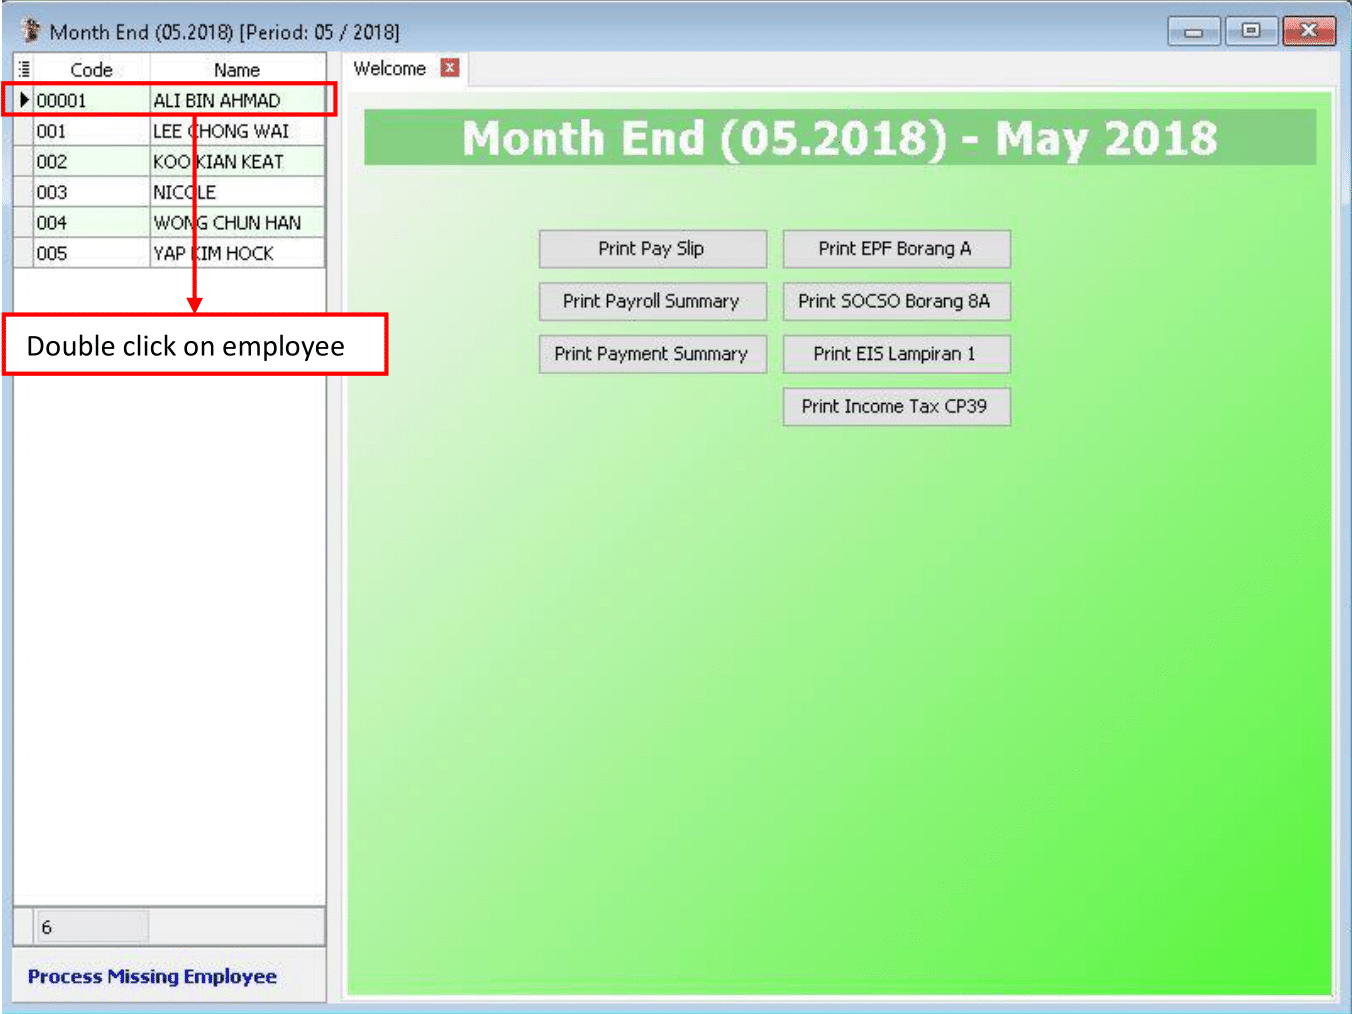 Month End (05.2018) [Period: 05 / 2018]
Code Name
00001 ALI BIN AHMAD
001 LEE CHONG WAI
002 KOO KIAN KEAT
003 NICOLE
004 WONG CHUN HAN
005 YAP KIM HOCK
Double click on employee
6
Process Missing Employee
Welcome
Month End (05.2018) - May 2018
Print Pay Slip Print EPF Borang A
Print Payroll Summary Print SOCSO Borang 8A
Print Payment Summary Print EIS Lampiran 1
Print Income Tax CP39